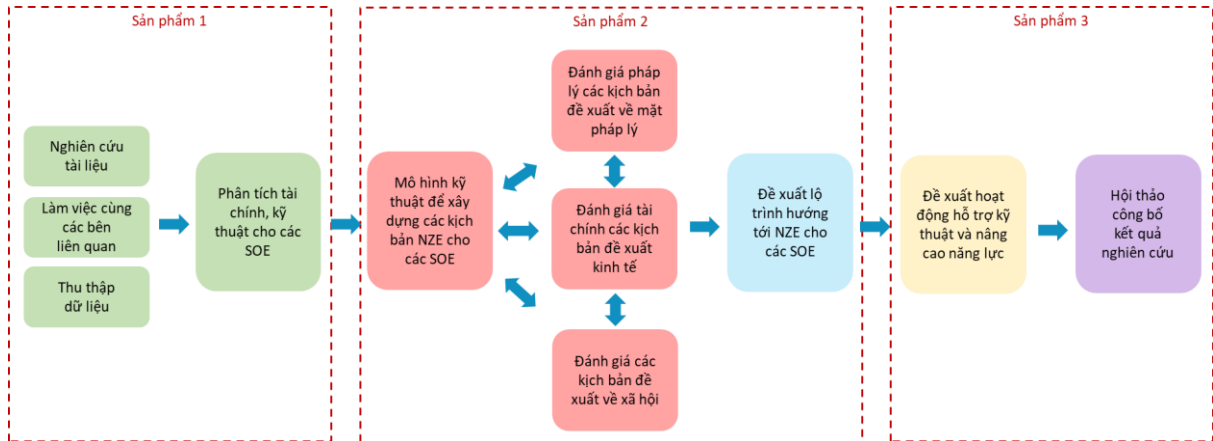 Sản phẩm 1
Nghiên cứu
tài liệu
Làm việc cùng
các bên
liên quan
Thu thập
dữ liệu
Phân tích tài
chính, kỹ
thuật cho các
SOE
Sản phẩm 2
Mô hình kỹ
thuật để xây
dựng các kịch
bản NZE cho
các SOE
Đánh giá pháp
lý các kịch bản
đề xuất về mặt
pháp lý
Đánh giá tài
chính các kịch
bản đề xuất
kinh tế
Đánh giá các
kịch bản đề
xuất về xã hội
Đề xuất lộ
trình hướng
tới NZE cho
các SOE
Sản phẩm 3
Đề xuất hoạt
động hỗ trợ kỹ
thuật và nâng
cao năng lực
Hội thảo
công bố
kết quả
nghiên cứu